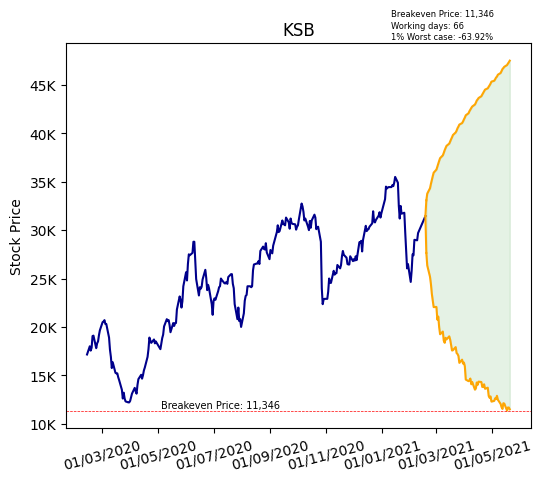 Breakeven Price: 11,346
Working days: 66
1% Worst case: -63.92%
KSB
Stock Price
45K
40K
35K
30K
25K
20K
15K
10K
Breakeven Price: 11,346
01/03/2020
01/05/2020
01/07/2020
01/09/2020
01/11/2020
01/01/2021
01/03/2021
01/05/2021